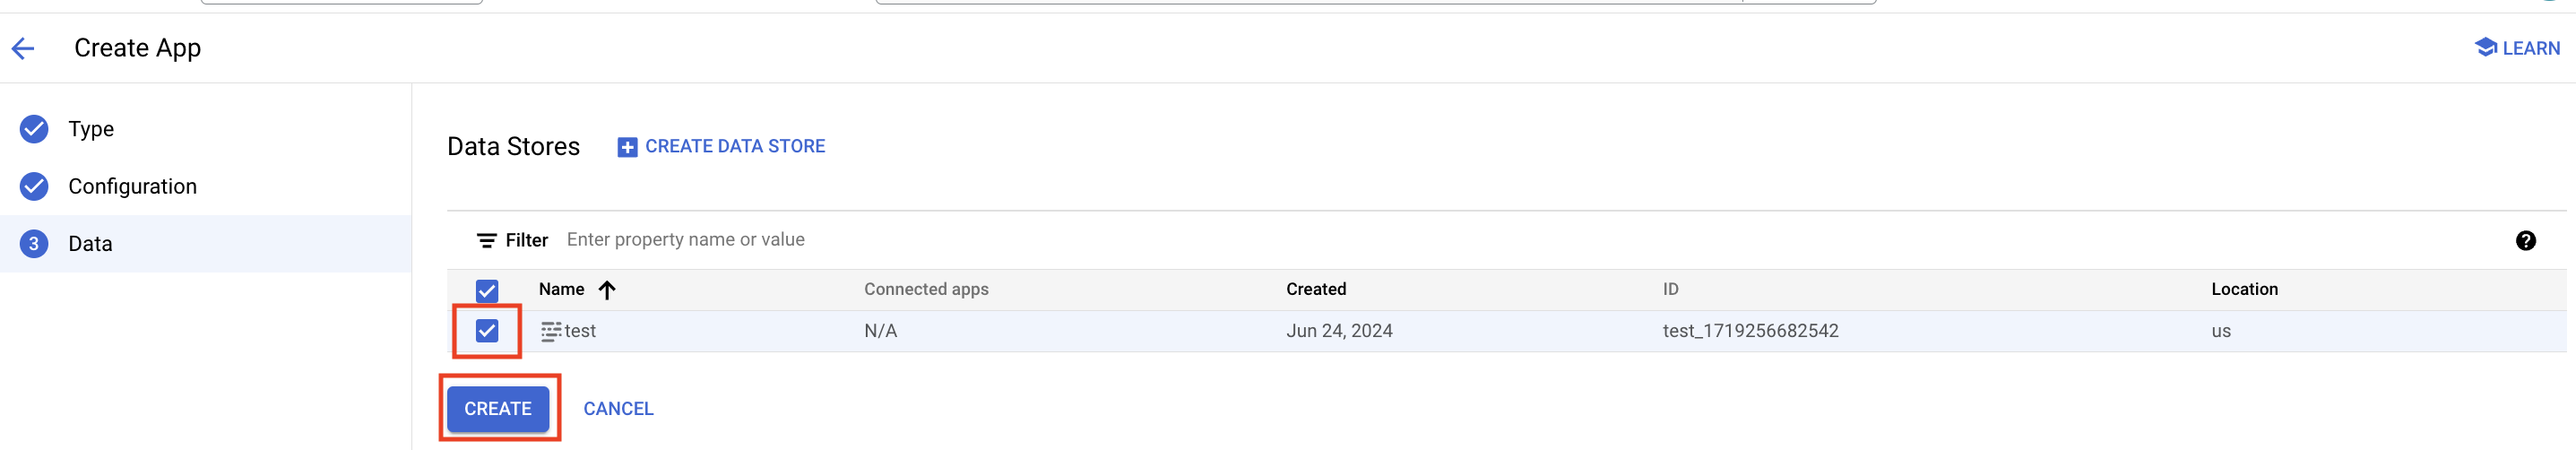 Create App
LEARN
Type
Configuration
3 Data
Data Stores CREATE DATA STORE
Filter Enter property name or value
Name Connected apps Created ID Location
test N/A Jun 24, 2024 test_1719256682542 us
CREATE CANCEL